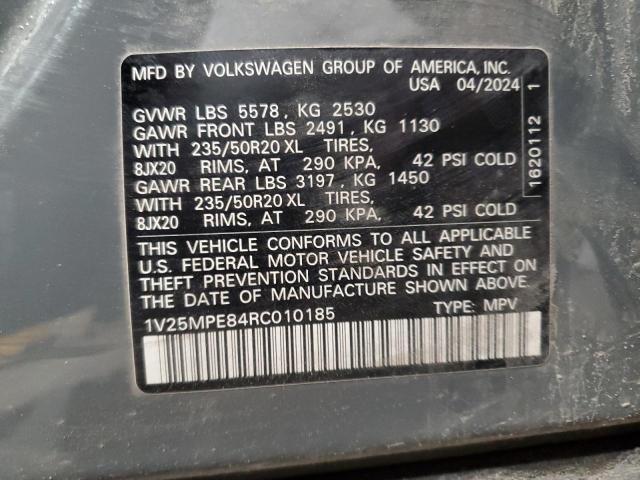 MFD BY VOLKSWAGEN GROUP OF AMERICA, INC.
USA 04/2024
GVWR LBS 5578, KG 2530
GAWR FRONT LBS 2491, KG 1130
WITH 235/50R20 XL TIRES,
8JX20 RIMS, AT 290 KPA, 42 PSI COLD
GAWR REAR LBS 3197, KG 1450
WITH 235/50R20 XL TIRES,
8JX20 RIMS, AT 290 KPA, 42 PSI COLD
THIS VEHICLE CONFORMS TO ALL APPLICABLE
U.S. FEDERAL MOTOR VEHICLE SAFETY AND
THEFT PREVENTION STANDARDS IN EFFECT ON
THE DATE OF MANUFACTURE SHOWN ABOVE.
1V25MPE84RC010185 TYPE: MPV
1620112 1